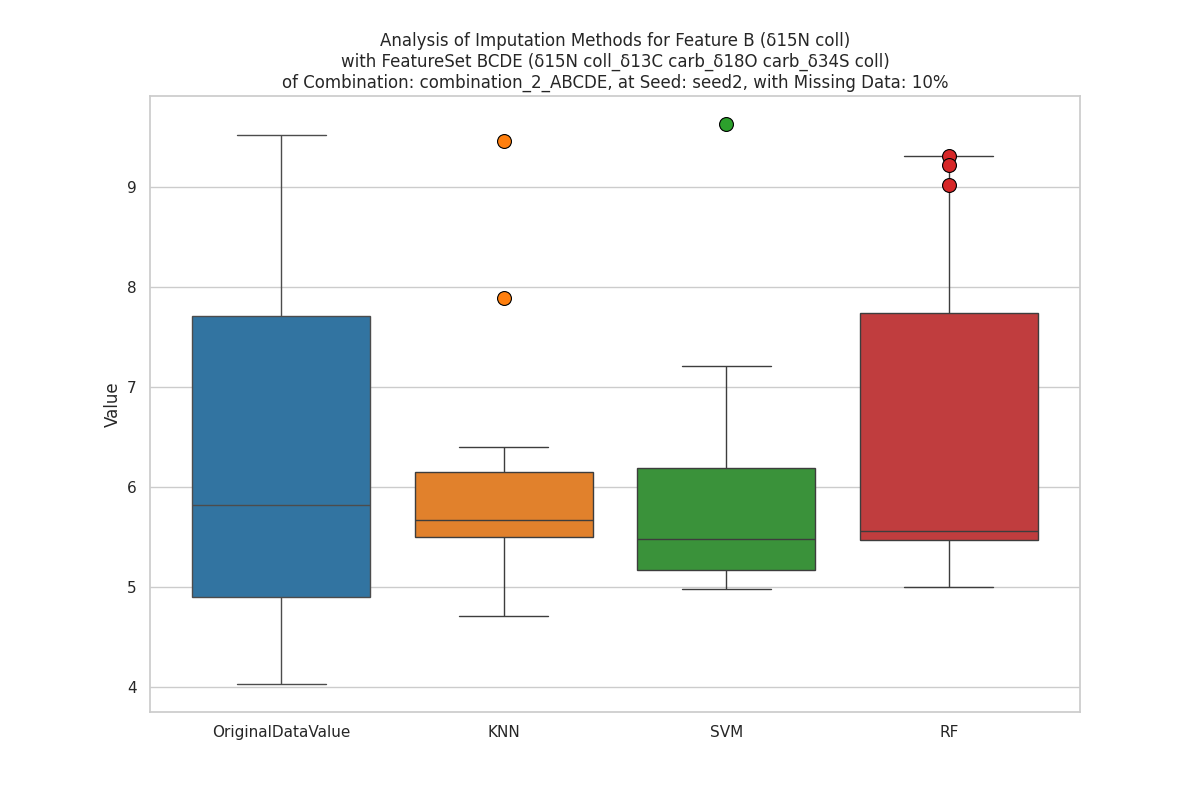 Analysis of Imputation Methods for Feature B (δ15N coll)
with FeatureSet BCDE (δ15N coll_δ13C carb_δ18O carb_δ34S coll)
of Combination: combination_2_ABCDE, at Seed: seed2, with Missing Data: 10%
9
8
7
6
5
4
Value
OriginalDataValue
KNN
SVM
RF